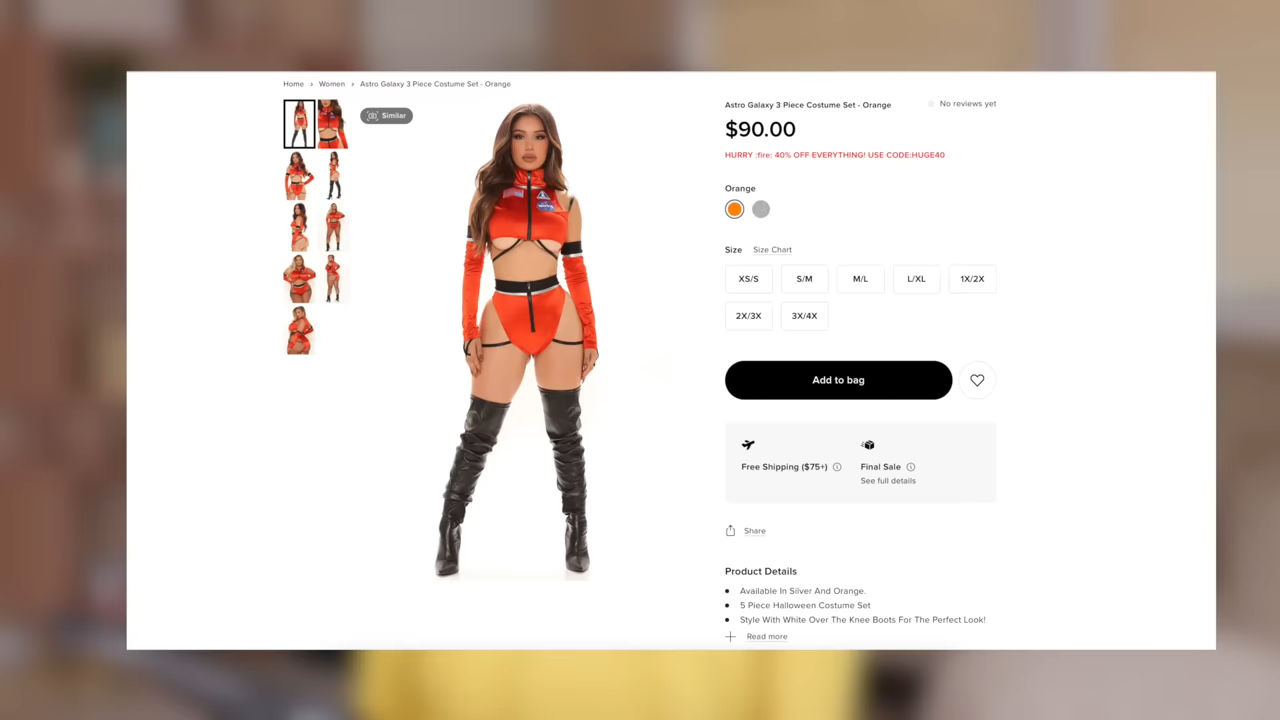 Home > Women > Astro Galaxy 3 Piece Costume Set - Orange
Similar
Astro Galaxy 3 Piece Costume Set - Orange
No reviews yet
$90.00
HURRY :fire: 40% OFF EVERYTHING! USE CODE:HUGE40
Orange
Size Size Chart
XS/S S/M M/L L/XL 1X/2X
2X/3X 3X/4X
Add to bag
Free Shipping ($75+) Final Sale
See full details
Share
Product Details
• Available In Silver And Orange.
• 5 Piece Halloween Costume Set
• Style With White Over The Knee Boots For The Perfect Look!
+ Read more